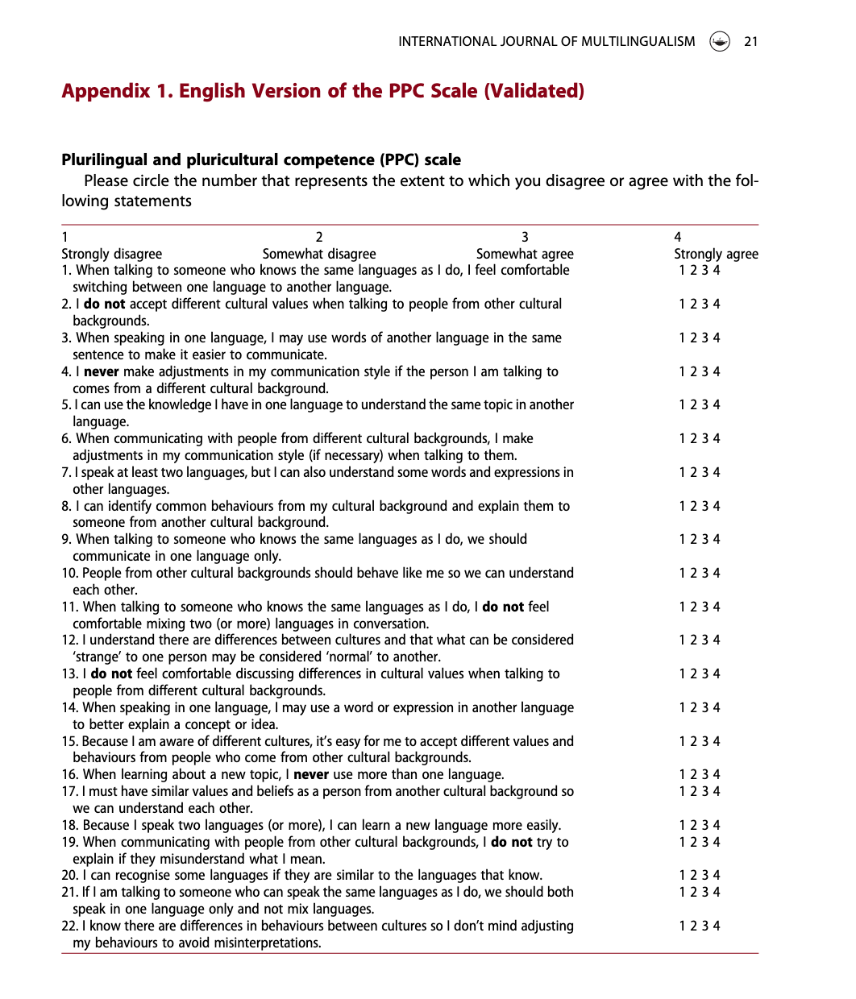 INTERNATIONAL JOURNAL OF MULTILINGUALISM 21
Appendix 1. English Version of the PPC Scale (Validated)
Plurilingual and pluricultural competence (PPC) scale
Please circle the number that represents the extent to which you disagree or agree with the fol-
lowing statements
1 2 3 4
Strongly disagree Somewhat disagree Somewhat agree Strongly agree
1. When talking to someone who knows the same languages as I do, I feel comfortable 1 2 3 4
switching between one language to another language.
2. I do not accept different cultural values when talking to people from other cultural 1 2 3 4
backgrounds.
3. When speaking in one language, I may use words of another language in the same 1 2 3 4
sentence to make it easier to communicate.
4. I never make adjustments in my communication style if the person I am talking to 1 2 3 4
comes from a different cultural background.
5. I can use the knowledge I have in one language to understand the same topic in another 1 2 3 4
language.
6. When communicating with people from different cultural backgrounds, I make 1 2 3 4
adjustments in my communication style (if necessary) when talking to them.
7. I speak at least two languages, but I can also understand some words and expressions in 1 2 3 4
other languages.
8. I can identify common behaviours from my cultural background and explain them to 1 2 3 4
someone from another cultural background.
9. When talking to someone who knows the same languages as I do, we should 1 2 3 4
communicate in one language only.
10. People from other cultural backgrounds should behave like me so we can understand 1 2 3 4
each other.
11. When talking to someone who knows the same languages as I do, I do not feel 1 2 3 4
comfortable mixing two (or more) languages in conversation.
12. I understand there are differences between cultures and that what can be considered 1 2 3 4
‘strange’ to one person may be considered ‘normal’ to another.
13. I do not feel comfortable discussing differences in cultural values when talking to 1 2 3 4
people from different cultural backgrounds.
14. When speaking in one language, I may use a word or expression in another language 1 2 3 4
to better explain a concept or idea.
15. Because I am aware of different cultures, it’s easy for me to accept different values and 1 2 3 4
behaviours from people who come from other cultural backgrounds.
16. When learning about a new topic, I never use more than one language. 1 2 3 4
17. I must have similar values and beliefs as a person from another cultural background so 1 2 3 4
we can understand each other.
18. Because I speak two languages (or more), I can learn a new language more easily. 1 2 3 4
19. When communicating with people from other cultural backgrounds, I do not try to 1 2 3 4
explain if they misunderstand what I mean.
20. I can recognise some languages if they are similar to the languages that know. 1 2 3 4
21. If I am talking to someone who can speak the same languages as I do, we should both 1 2 3 4
speak in one language only and not mix languages.
22. I know there are differences in behaviours between cultures so I don’t mind adjusting 1 2 3 4
my behaviours to avoid misinterpretations.